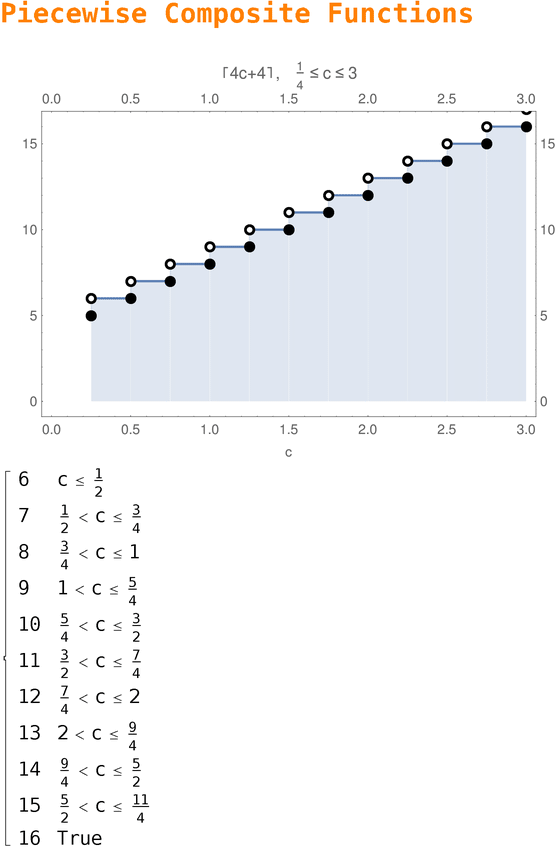 Piecewise Composite Functions
⌈4c+4⌉, 1/4 ≤ c ≤ 3
0.0 0.5 1.0 1.5 2.0 2.5 3.0
15 15
10 10
5 5
0 0
0.0 0.5 1.0 1.5 2.0 2.5 3.0
c
6 c ≤ 1/2
7 1/2 < c ≤ 3/4
8 3/4 < c ≤ 1
9 1 < c ≤ 5/4
10 5/4 < c ≤ 3/2
11 3/2 < c ≤ 7/4
12 7/4 < c ≤ 2
13 2 < c ≤ 9/4
14 9/4 < c ≤ 5/2
15 5/2 < c ≤ 11/4
16 True